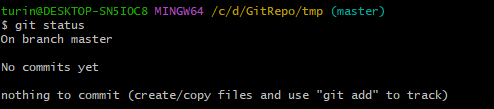 turin@DESKTOP-SN5IOC8 MINGW64 /c/d/GitRepo/tmp (master)
$ git status
On branch master
No commits yet
nothing to commit (create/copy files and use "git add" to track)